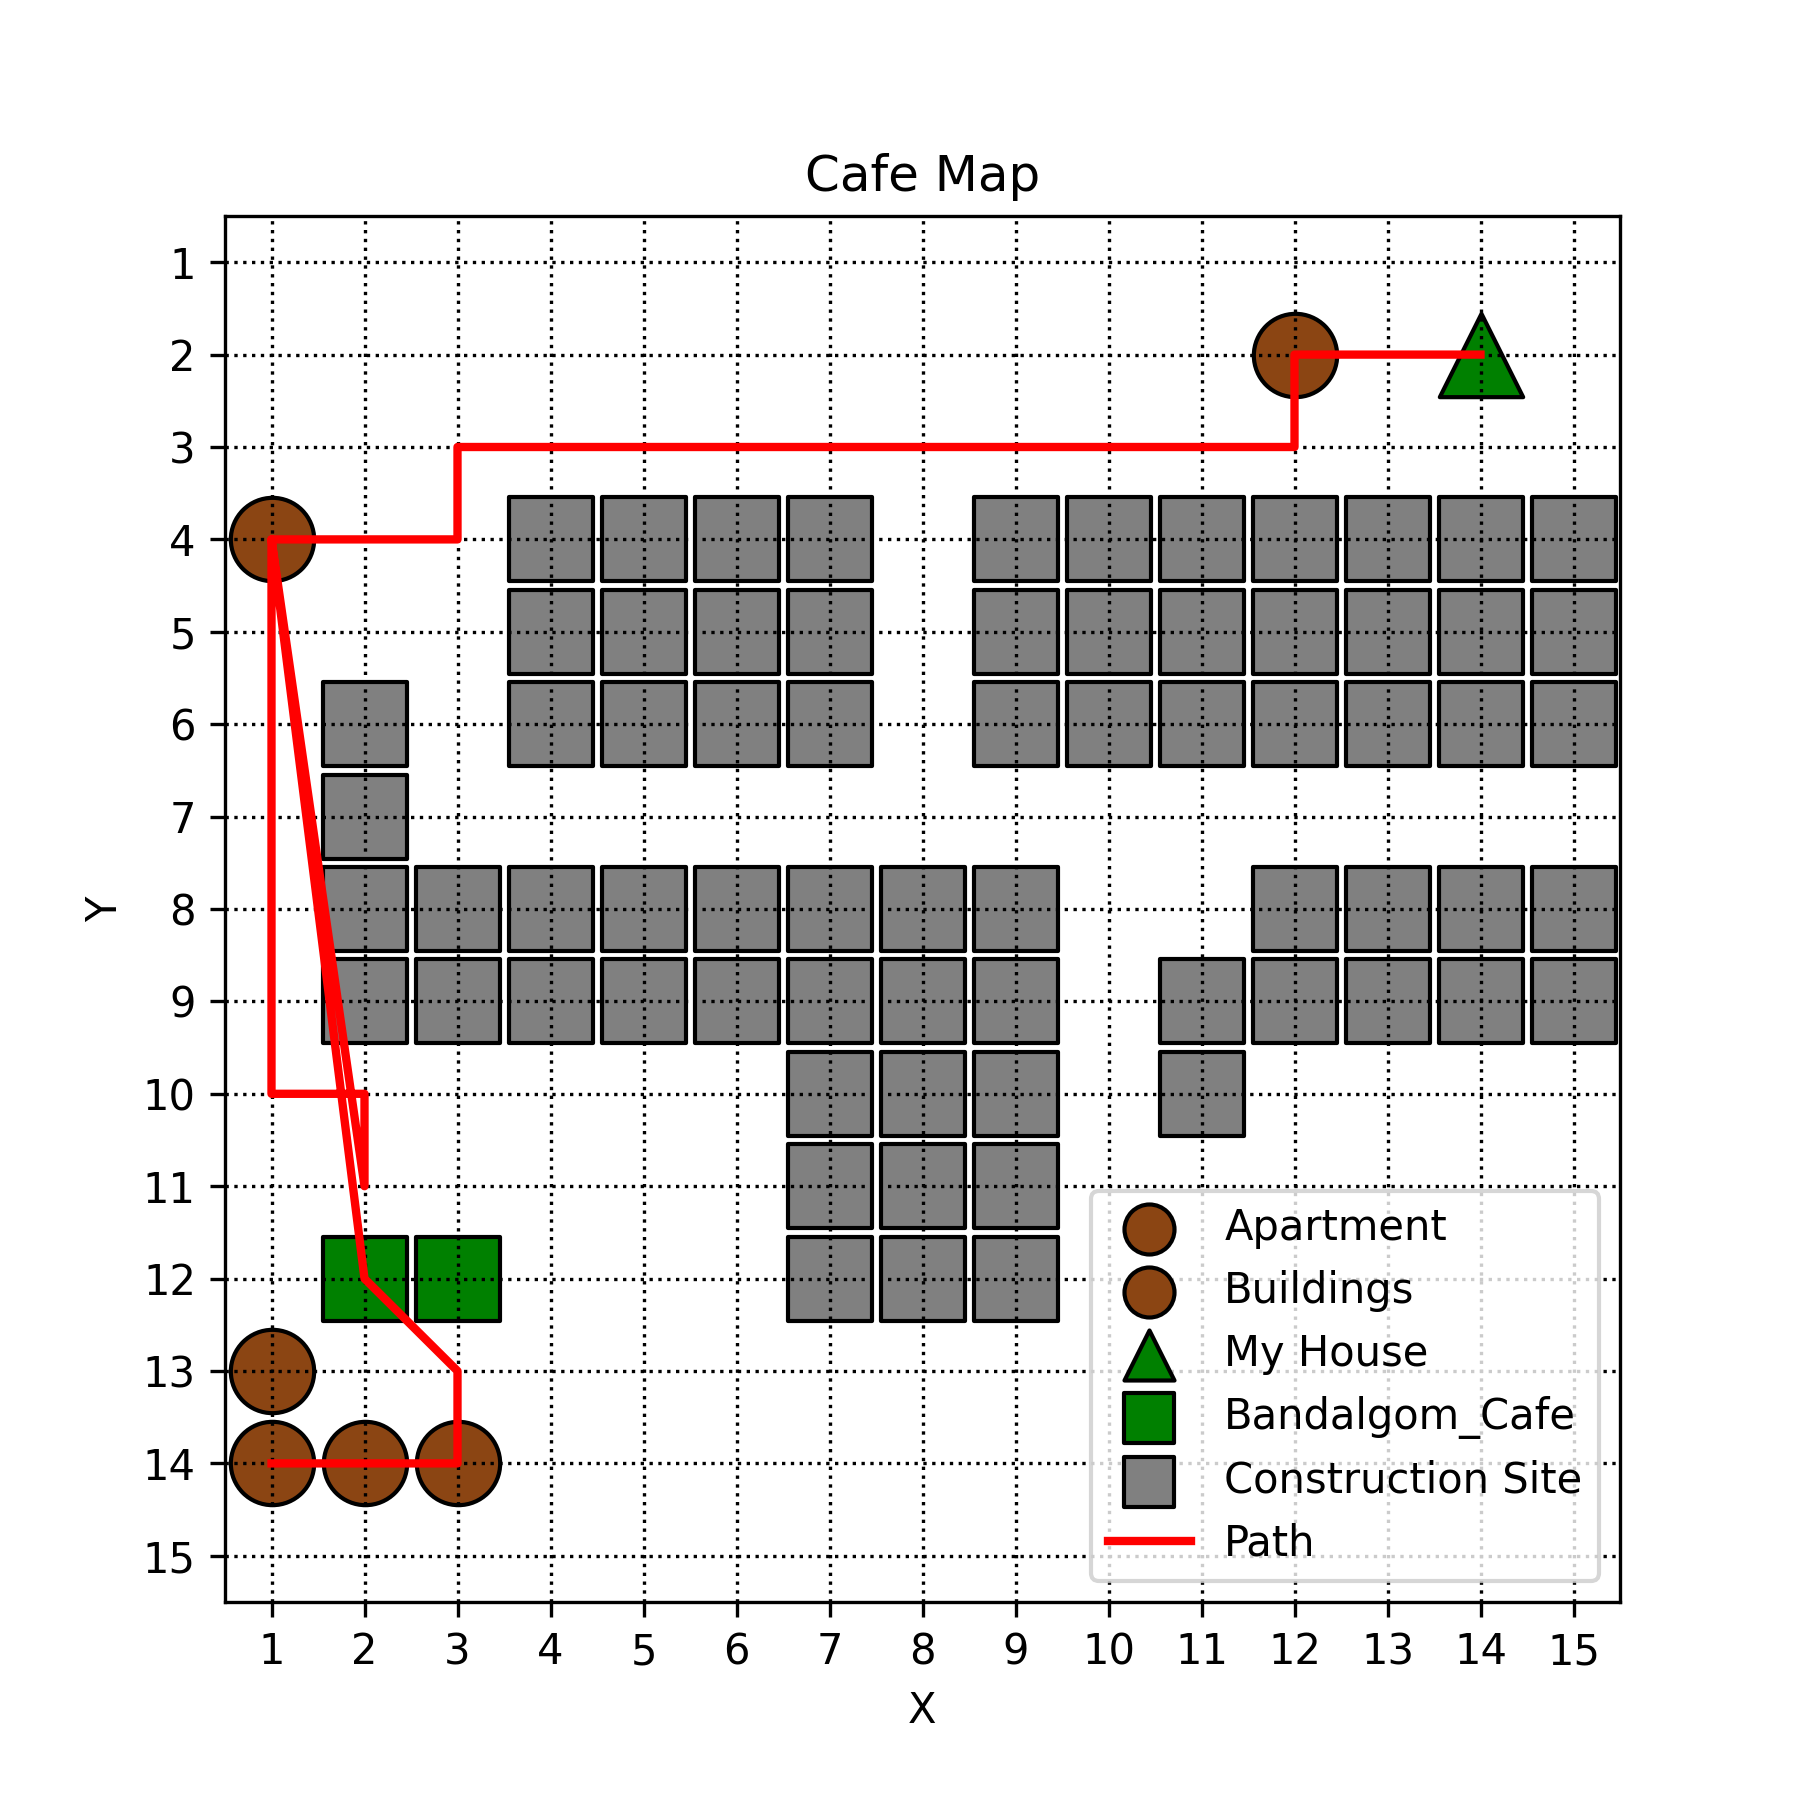 Cafe Map
1
2
3
4
5
6
7
8
9
10
11
12
13
14
15
Y
Apartment
Buildings
My House
Bandalgom_Cafe
Construction Site
Path
1 2 3 4 5 6 7 8 9 10 11 12 13 14 15
X